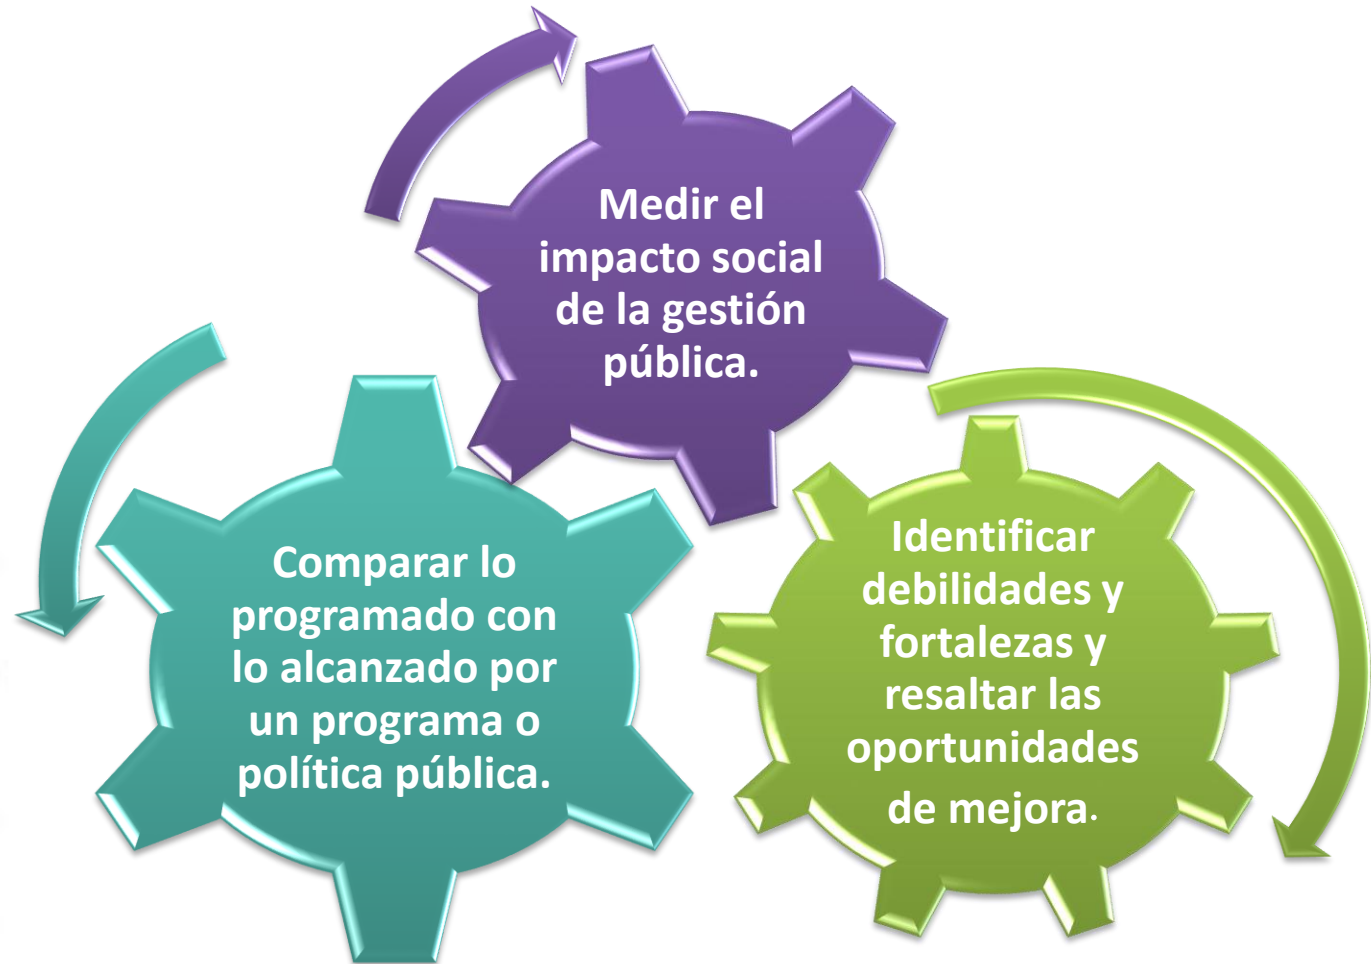 Medir el
impacto social
de la gestión
pública.
Comparar lo
programado con
lo alcanzado por
un programa o
política pública.
Identificar
debilidades y
fortalezas y
resaltar las
oportunidades
de mejora.